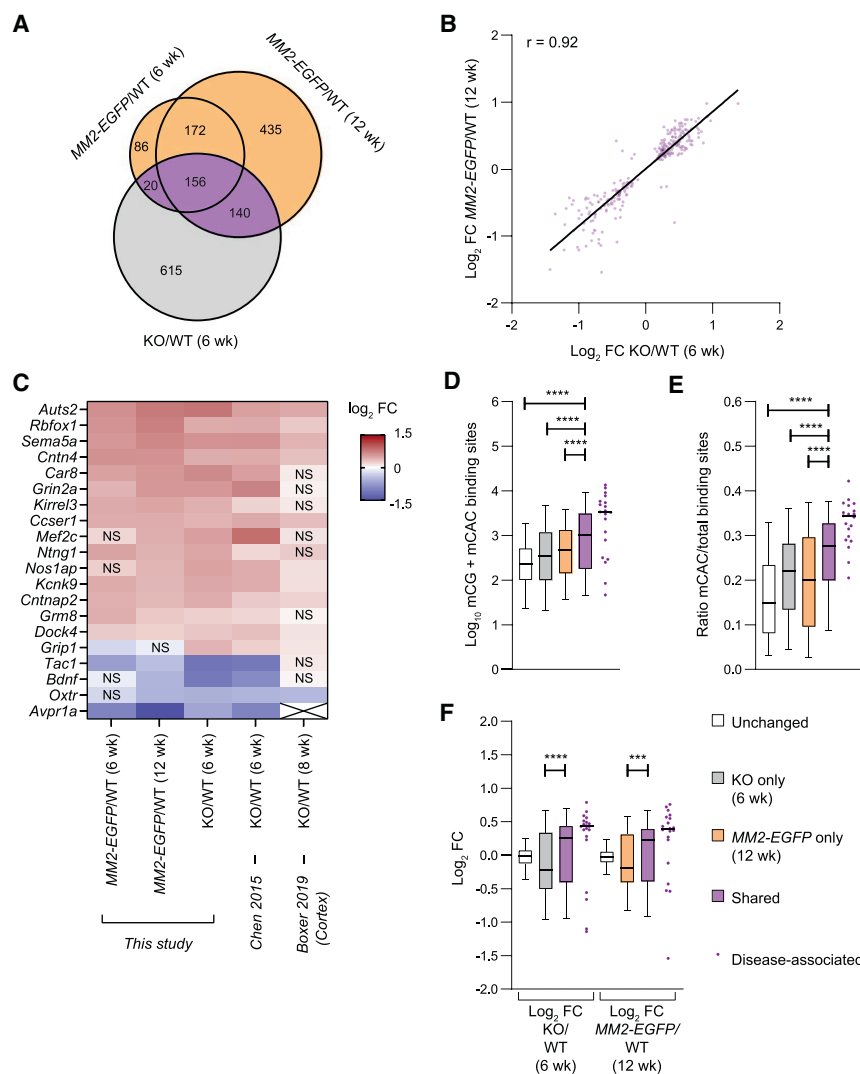 A
MM2-EGFP/WT (6 wk)
MM2-EGFP/WT (12 wk)
86
172
435
20
156
140
615
KO/WT (6 wk)
B
r = 0.92
Log2 FC MM2-EGFP/WT (12 wk)
2
1
0
-1
-2
-2
-1
0
1
2
Log2 FC KO/WT (6 wk)
C
Auts2
Rbfox1
Sema5a
Cntn4
Car8
Grin2a
Kirrel3
Ccser1
Mef2c
Ntng1
Nos1ap
Kcnk9
Cntnap2
Grm8
Dock4
Grip1
Tac1
Bdnf
Oxtr
Avpr1a
NS
NS
NS
NS NS
NS
NS
NS
NS
NS
NS NS
NS
log2 FC
1.5
0
-1.5
MM2-EGFP/WT (6 wk)
MM2-EGFP/WT (12 wk)
KO/WT (6 wk)
KO/WT (6 wk)
KO/WT (8 wk)
This study
Chen 2015
Boxer 2019
(Cortex)
D
Log10 mCG + mCAC binding sites
6
5
4
3
2
1
0
****
****
****
E
Ratio mCAC/total binding sites
0.6
0.5
0.4
0.3
0.2
0.1
0.0
****
****
****
F
Log2 FC
2.0
1.5
1.0
0.5
0.0
-0.5
-1.0
-1.5
-2.0
****
***
Log2 FC
KO/
WT
(6 wk)
Log2 FC
MM2-EGFP/
WT
(12 wk)
Unchanged
KO only
(6 wk)
MM2-EGFP only
(12 wk)
Shared
Disease-associated